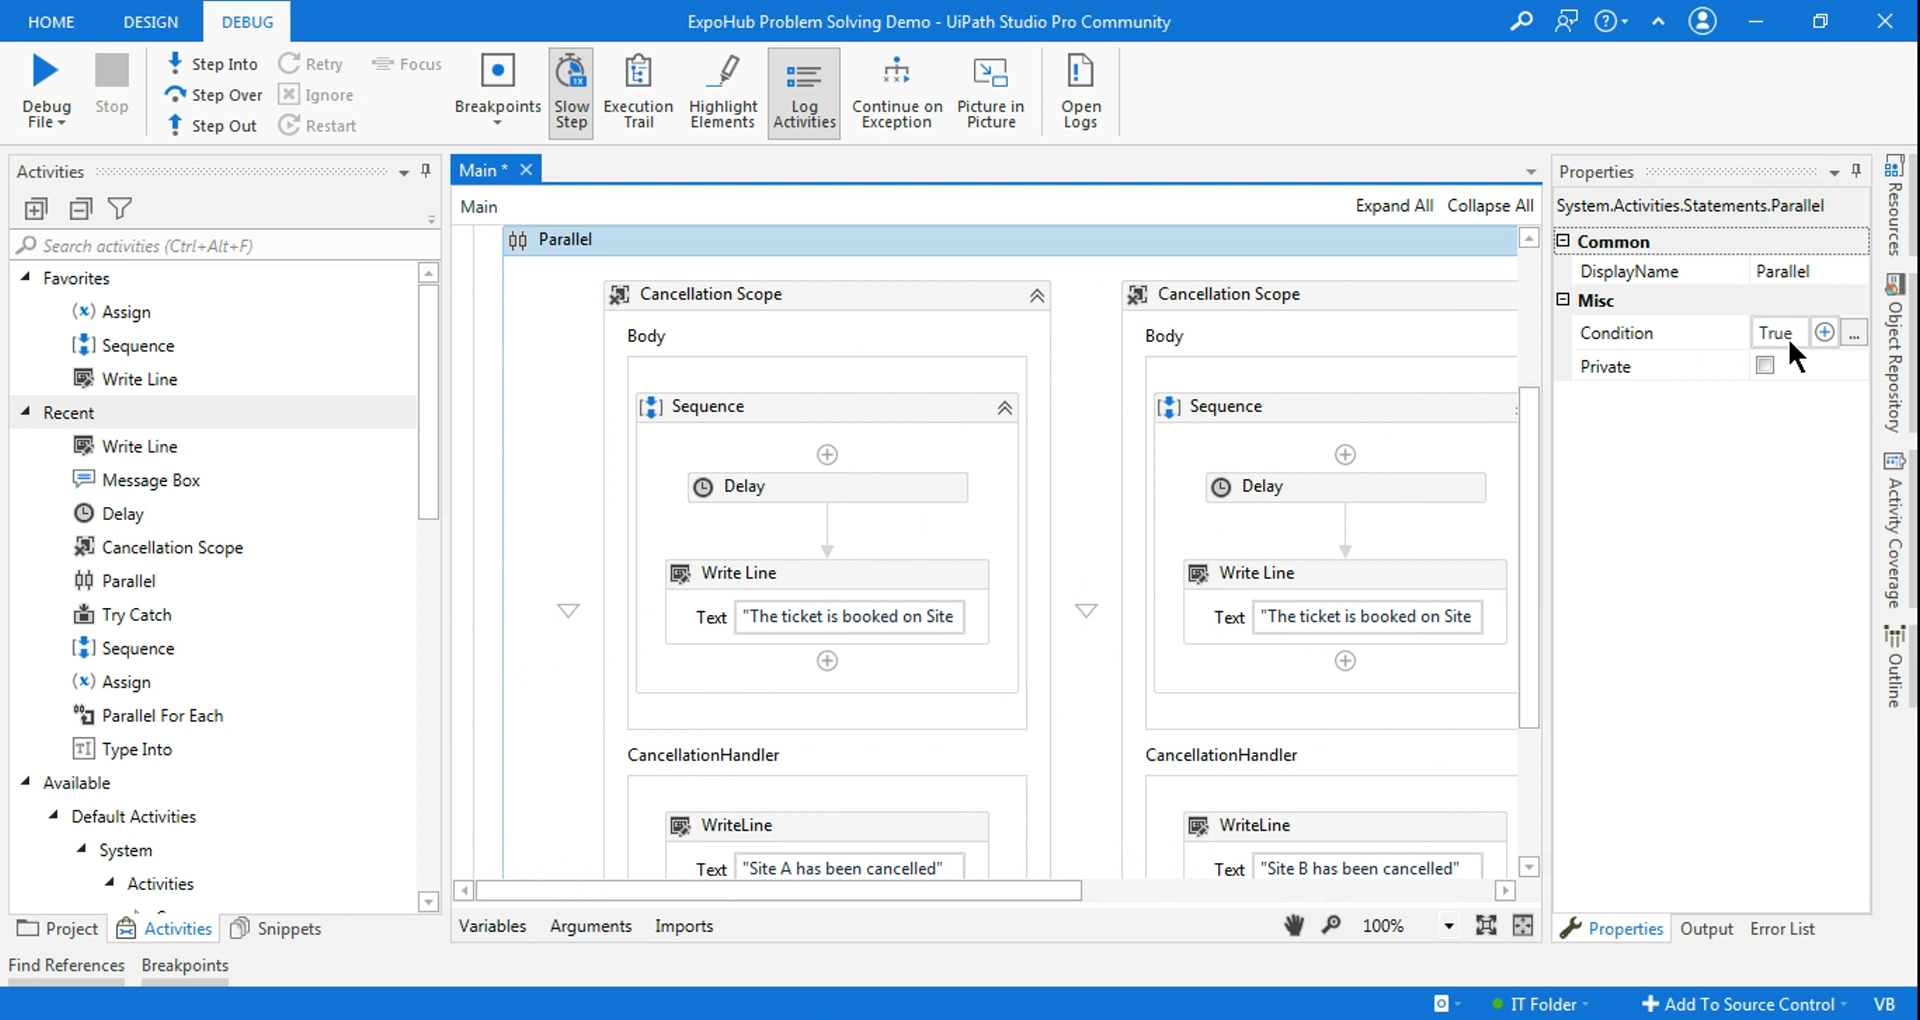 HOME DESIGN DEBUG ExpoHub Problem Solving Demo - UiPath Studio Pro Community
Debug File
Stop
Step Into
Step Over
Step Out
Retry
Ignore
Restart
Focus
Breakpoints
Slow Step
Execution Trail
Highlight Elements
Log Activities
Continue on Exception
Picture in Picture
Open Logs
Activities
Search activities (Ctrl+Alt+F)
Favorites
Assign
Sequence
Write Line
Recent
Write Line
Message Box
Delay
Cancellation Scope
Parallel
Try Catch
Sequence
Assign
Parallel For Each
Type Into
Available
Default Activities
System
Activities
Project Activities Snippets
Find References Breakpoints
Main *
Main Expand All Collapse All
Parallel
Cancellation Scope
Body
Sequence
Delay
Write Line
Text "The ticket is booked on Site
CancellationHandler
WriteLine
Text "Site A has been cancelled"
Cancellation Scope
Body
Sequence
Delay
Write Line
Text "The ticket is booked on Site
CancellationHandler
WriteLine
Text "Site B has been cancelled"
Variables Arguments Imports 100%
Properties
System.Activities.Statements.Parallel
Common
DisplayName Parallel
Misc
Condition True ...
Private
Properties Output Error List
Resources
Object Repository
Activity Coverage
Outline
IT Folder Add To Source Control VB